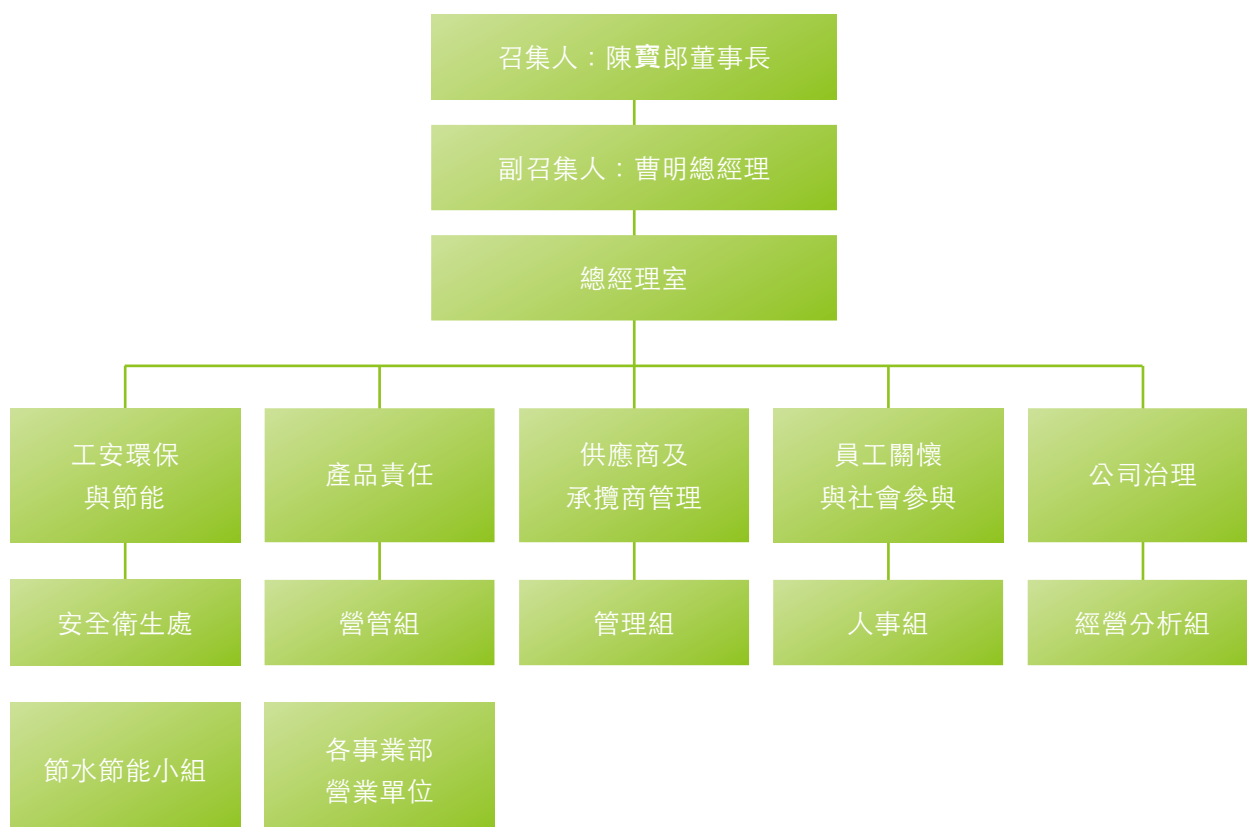 召集人：陳寶郎董事長
副召集人：曹明總經理
總經理室
工安環保
與節能
產品責任
供應商及
承攬商管理
員工關懷
與社會參與
公司治理
安全衛生處
營管組
管理組
人事組
經營分析組
節水節能小組
各事業部
營業單位